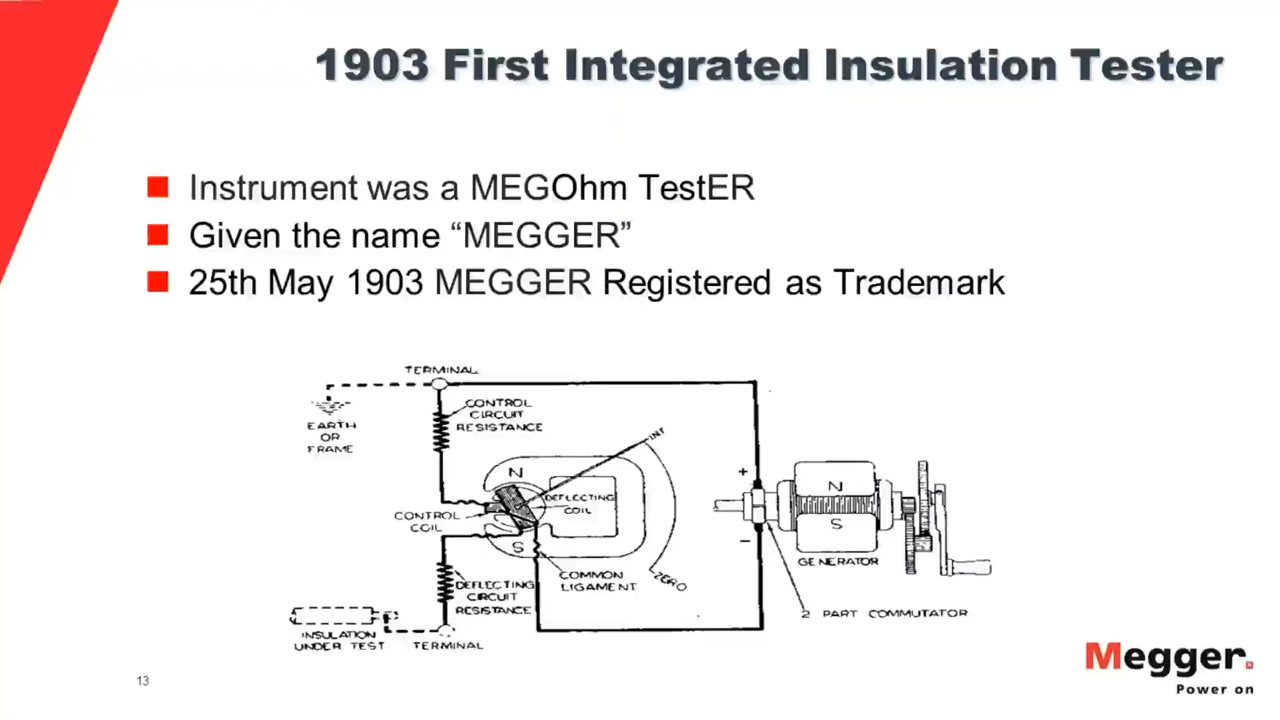 1903 First Integrated Insulation Tester
Instrument was a MEGOhm TestER
Given the name “MEGGER”
25th May 1903 MEGGER Registered as Trademark
TERMINAL
EARTH
OR
FRAME
CONTROL
CIRCUIT
RESISTANCE
INF
N
DEFLECTING
COIL
CONTROL
COIL
S
COMMON
LIGAMENT
ZERO
DEFLECTING
CIRCUIT
RESISTANCE
INSULATION
UNDER TEST
TERMINAL
+
−
N
S
GENERATOR
2 PART COMMUTATOR
Megger.
Power on
13